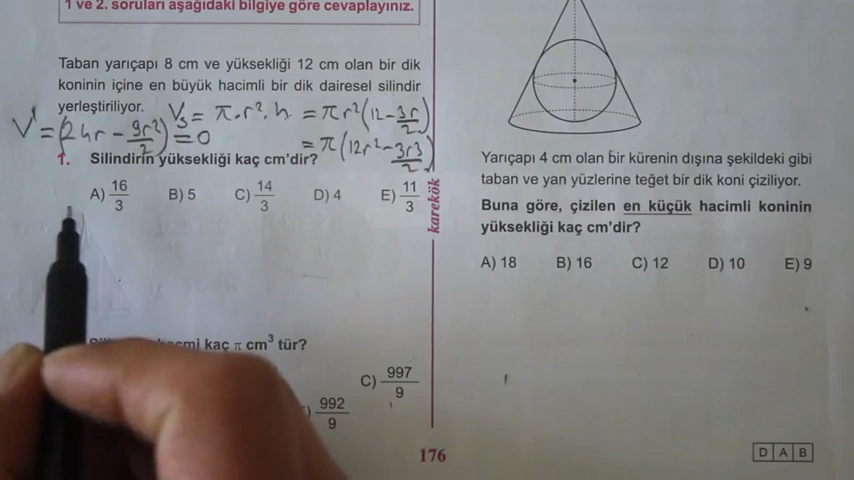 1 ve 2. soruları aşağıdaki bilgiye göre cevaplayınız.
Taban yarıçapı 8 cm ve yüksekliği 12 cm olan bir dik
koninin içine en büyük hacimli bir dik dairesel silindir
yerleştiriliyor.
V_S = π.r².h = πr²(12-3r/2)
= π(12r²-3r³/2)
V' = (24r-9r²/2) = 0
1. Silindirin yüksekliği kaç cm'dir?
A) 16/3 B) 5 C) 14/3 D) 4 E) 11/3
kaç π cm³ tür?
C) 997/9
992/9
karekök
Yarıçapı 4 cm olan bir kürenin dışına şekildeki gibi
taban ve yan yüzlerine teğet bir dik koni çiziliyor.
Buna göre, çizilen en küçük hacimli koninin
yüksekliği kaç cm'dir?
A) 18 B) 16 C) 12 D) 10 E) 9
176
D A B